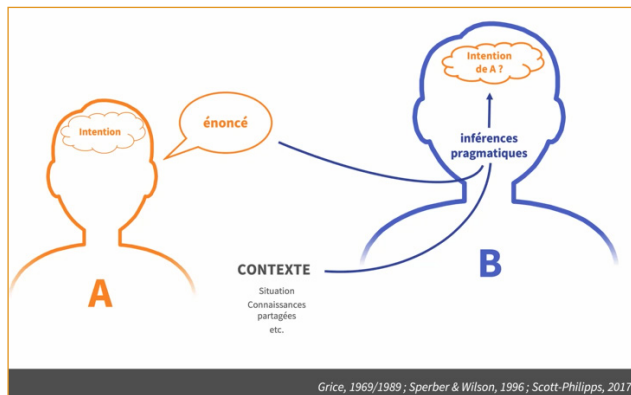 Intention
énoncé
A
Intention
de A ?
inférences
pragmatiques
B
CONTEXTE
Situation
Connaissances
partagées
etc.
Grice, 1969/1989 ; Sperber & Wilson, 1996 ; Scott-Philipps, 2017